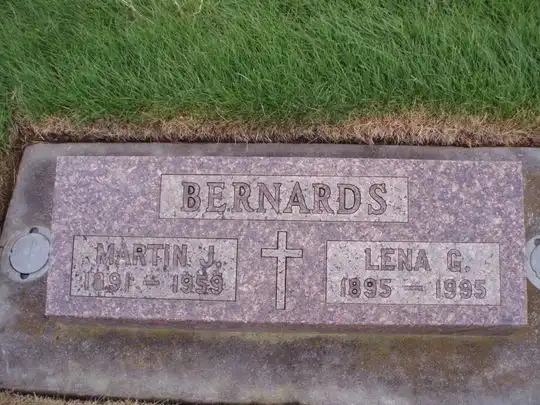 BERNARDS
MARTIN J.
1891 – 1959
LENA G.
1895 – 1995